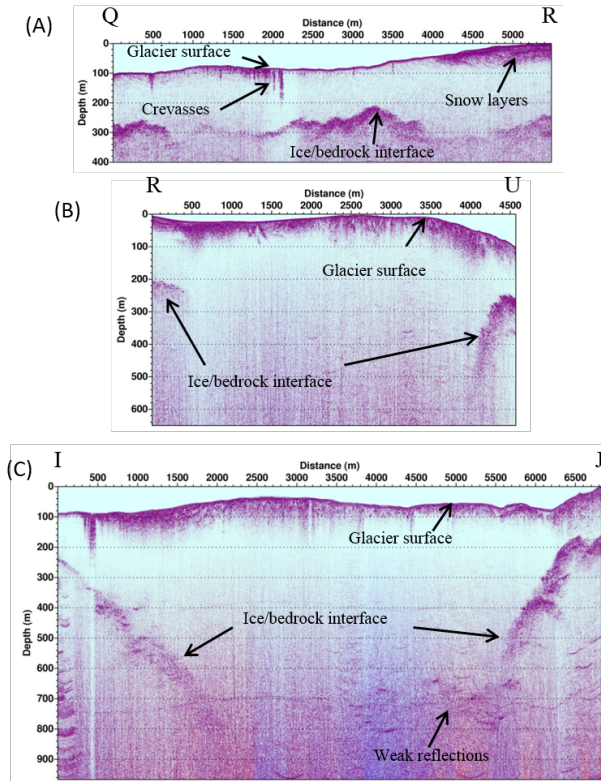 Q
R
(A)
Distance (m)
500 1000 1500 2000 2500 3000 3500 4000 4500 5000
Glacier surface
Crevasses
Snow layers
Ice/bedrock interface
Depth (m)
0
100
200
300
400
R
U
(B)
Distance (m)
500 1000 1500 2000 2500 3000 3500 4000 4500
Glacier surface
Ice/bedrock interface
Depth (m)
0
100
200
300
400
500
600
I
J
(C)
Distance (m)
500 1000 1500 2000 2500 3000 3500 4000 4500 5000 5500 6000 6500
Glacier surface
Ice/bedrock interface
Weak reflections
Depth (m)
0
100
200
300
400
500
600
700
800
900